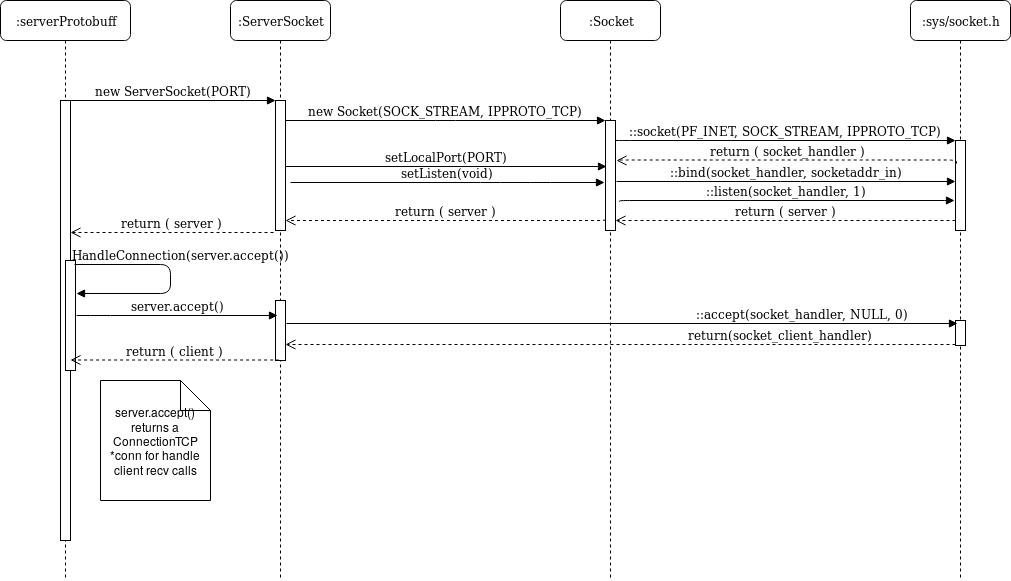 :serverProtobuff
:ServerSocket
:Socket
:sys/socket.h
new ServerSocket(PORT)
new Socket(SOCK_STREAM, IPPROTO_TCP)
::socket(PF_INET, SOCK_STREAM, IPPROTO_TCP)
return ( socket_handler )
setLocalPort(PORT)
setListen(void)
::bind(socket_handler, socketaddr_in)
::listen(socket_handler, 1)
return ( server )
return ( server )
return ( server )
HandleConnection(server.accept())
server.accept()
::accept(socket_handler, NULL, 0)
return(socket_client_handler)
return ( client )
server.accept()
returns a
ConnectionTCP
*conn for handle
client recv calls